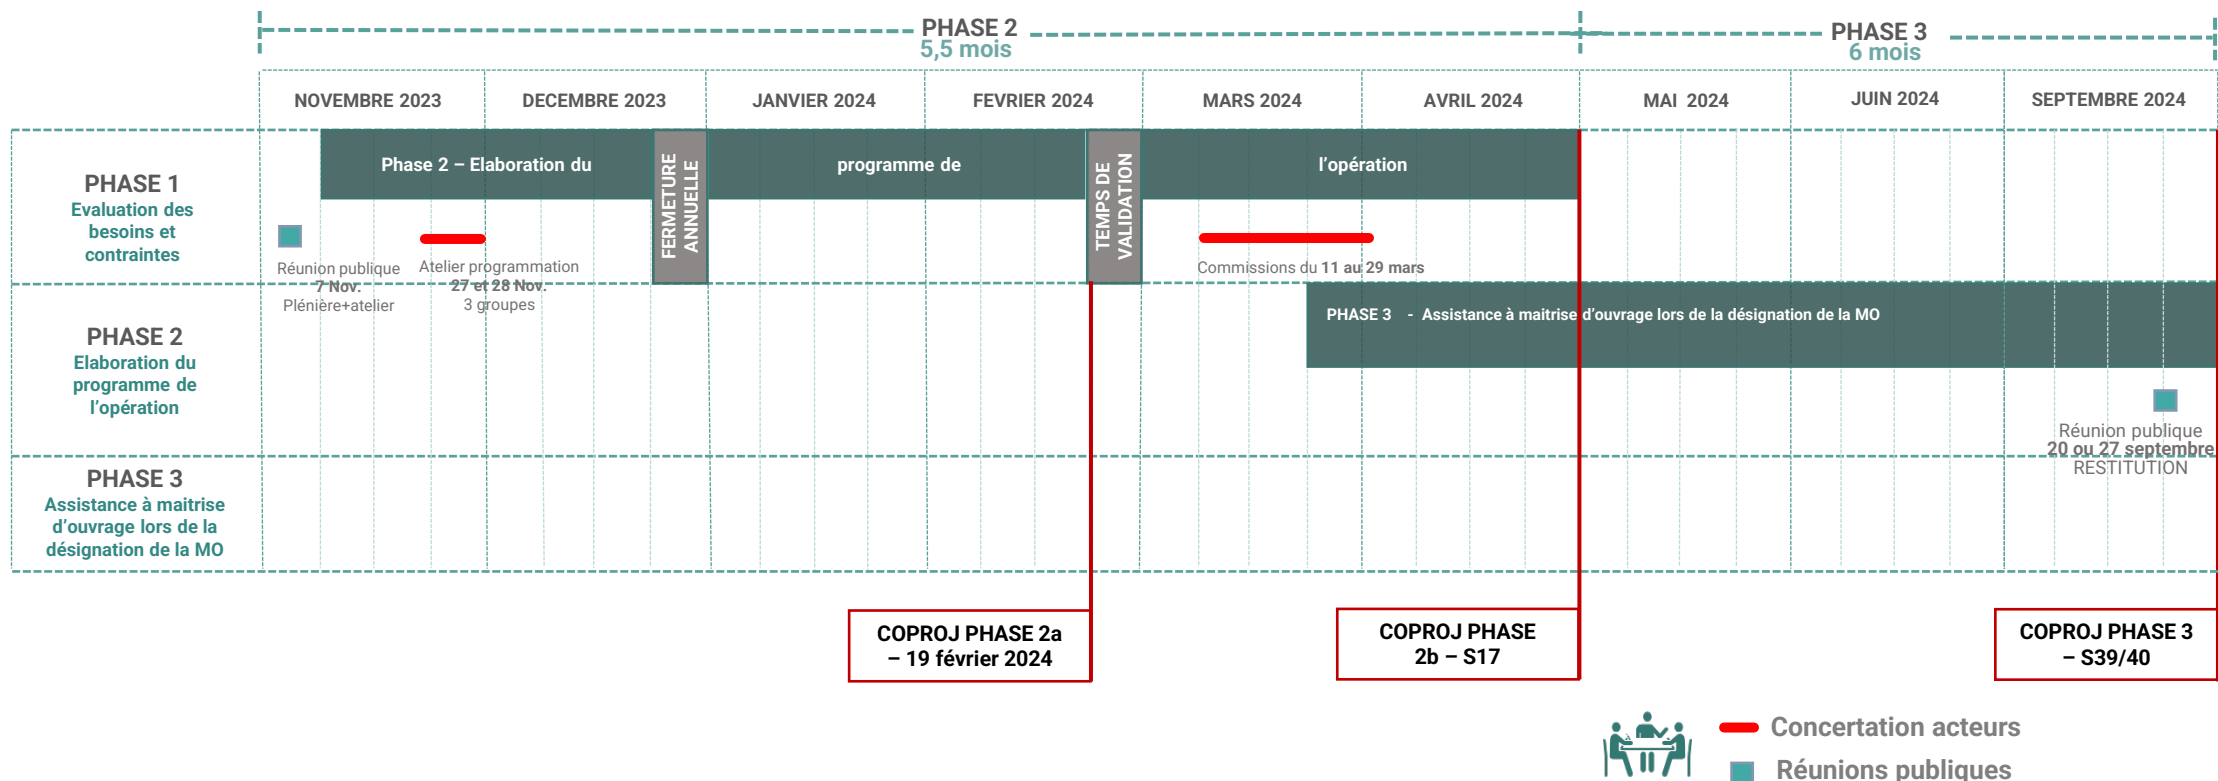 PHASE 2
5,5 mois
PHASE 3
6 mois
NOVEMBRE 2023
DECEMBRE 2023
JANVIER 2024
FEVRIER 2024
MARS 2024
AVRIL 2024
MAI 2024
JUIN 2024
SEPTEMBRE 2024
PHASE 1
Evaluation des
besoins et
contraintes
Phase 2 – Elaboration du
programme de
l'opération
FERMETURE
ANNUELLE
TEMPS DE
VALIDATION
Réunion publique
7 Nov.
Plénière+atelier
Atelier programmation
27 et 28 Nov.
3 groupes
Commissions du 11 au 29 mars
PHASE 2
Elaboration du
programme de
l'opération
PHASE 3 - Assistance à maitrise d'ouvrage lors de la désignation de la MO
Réunion publique
20 ou 27 septembre
RESTITUTION
PHASE 3
Assistance à maitrise
d'ouvrage lors de la
désignation de la MO
COPROJ PHASE 2a
– 19 février 2024
COPROJ PHASE
2b – S17
COPROJ PHASE 3
– S39/40
Concertation acteurs
Réunions publiques